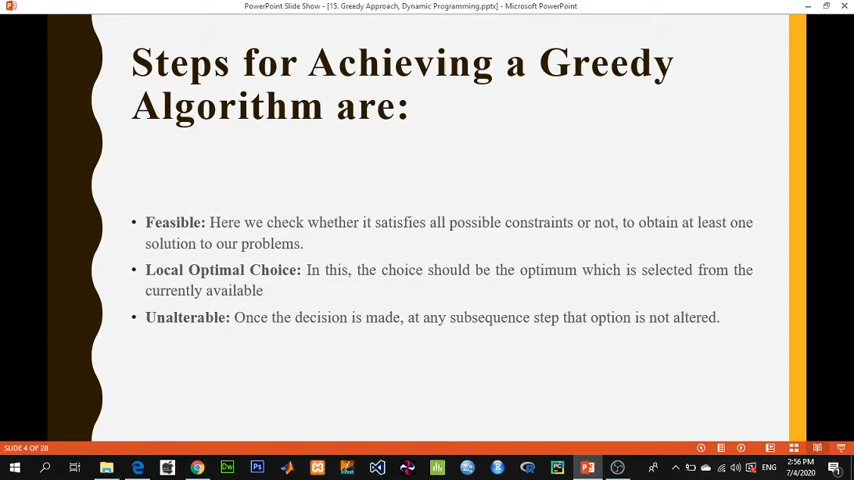 PowerPoint Slide Show - [15. Greedy Approach, Dynamic Programming.pptx] - Microsoft PowerPoint
Steps for Achieving a Greedy
Algorithm are:
• Feasible: Here we check whether it satisfies all possible constraints or not, to obtain at least one
solution to our problems.
• Local Optimal Choice: In this, the choice should be the optimum which is selected from the
currently available
• Unalterable: Once the decision is made, at any subsequence step that option is not altered.
SLIDE 4 OF 28
Dw
Ps
R
PC
ENG
2:56 PM
7/4/2020